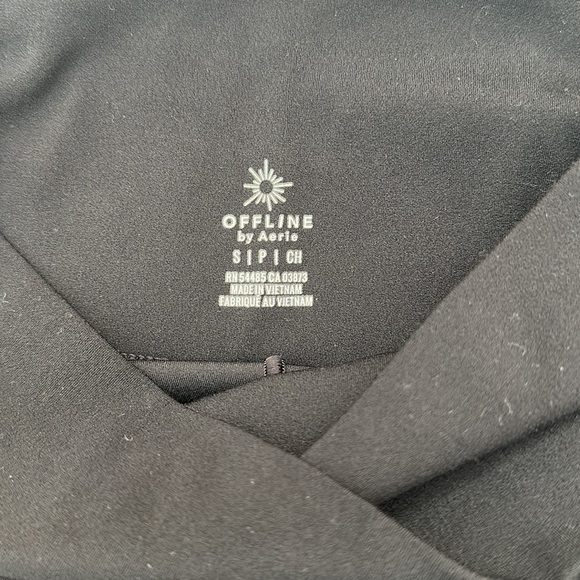 OFFLINE
by Aerie
S | P | CH
RN 54485 CA 03873
MADE IN VIETNAM
FABRIQUÉ AU VIETNAM